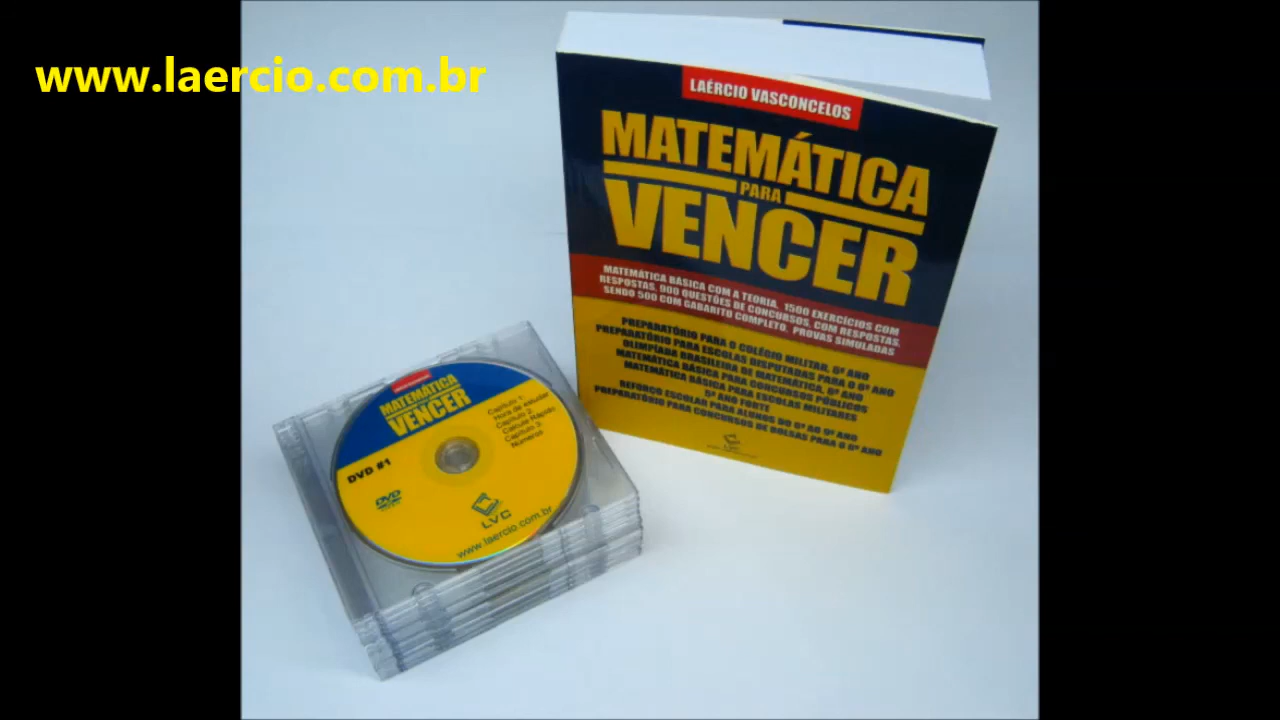 www.laercio.com.br
LAÉRCIO VASCONCELOS
MATEMÁTICA
PARA
VENCER
MATEMÁTICA BÁSICA COM A TEORIA, 1500 EXERCÍCIOS COM
RESPOSTAS, 900 QUESTÕES DE CONCURSOS, COM RESPOSTAS,
SENDO 500 COM GABARITO COMPLETO, PROVAS SIMULADAS
PREPARATÓRIO PARA O COLÉGIO MILITAR, 6º ANO
PREPARATÓRIO PARA ESCOLAS DISPUTADAS PARA O 6º ANO
OLIMPÍADA BRASILEIRA DE MATEMÁTICA, 6º ANO
MATEMÁTICA BÁSICA PARA CONCURSOS PÚBLICOS
MATEMÁTICA BÁSICA PARA ESCOLAS MILITARES
5º ANO FORTE
REFORÇO ESCOLAR PARA ALUNOS DO 6º AO 9º ANO
PREPARATÓRIO PARA CONCURSOS DE BOLSAS PARA O 6º ANO
MATEMÁTICA
VENCER
Capítulo 1:
Hora de estudar
Capítulo 2:
Cálculo Rápido
Capítulo 3:
Números
DVD #1
DVD
LVC
www.laercio.com.br